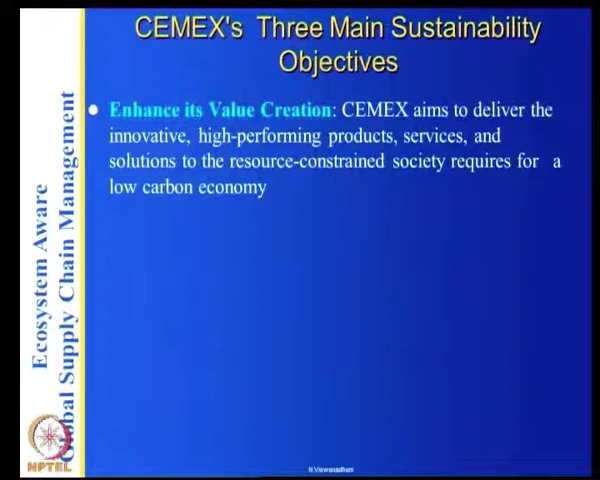 CEMEX's Three Main Sustainability
Objectives
Enhance its Value Creation: CEMEX aims to deliver the
innovative, high-performing products, services, and
solutions to the resource-constrained society requires for a
low carbon economy
Ecosystem Aware
Global Supply Chain Management
NPTEL
N.Viswanadham